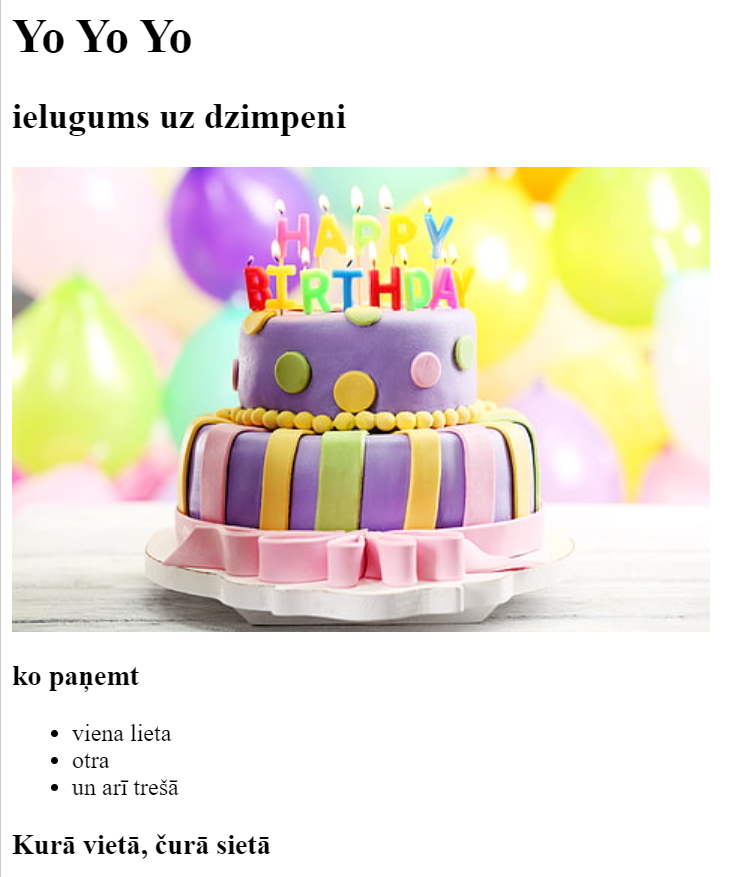 Yo Yo Yo
ielugums uz dzimpeni
HAPPY
BIRTHDAY
ko paņemt
viena lieta
otra
un arī trešā
Kurā vietā, čurā sietā